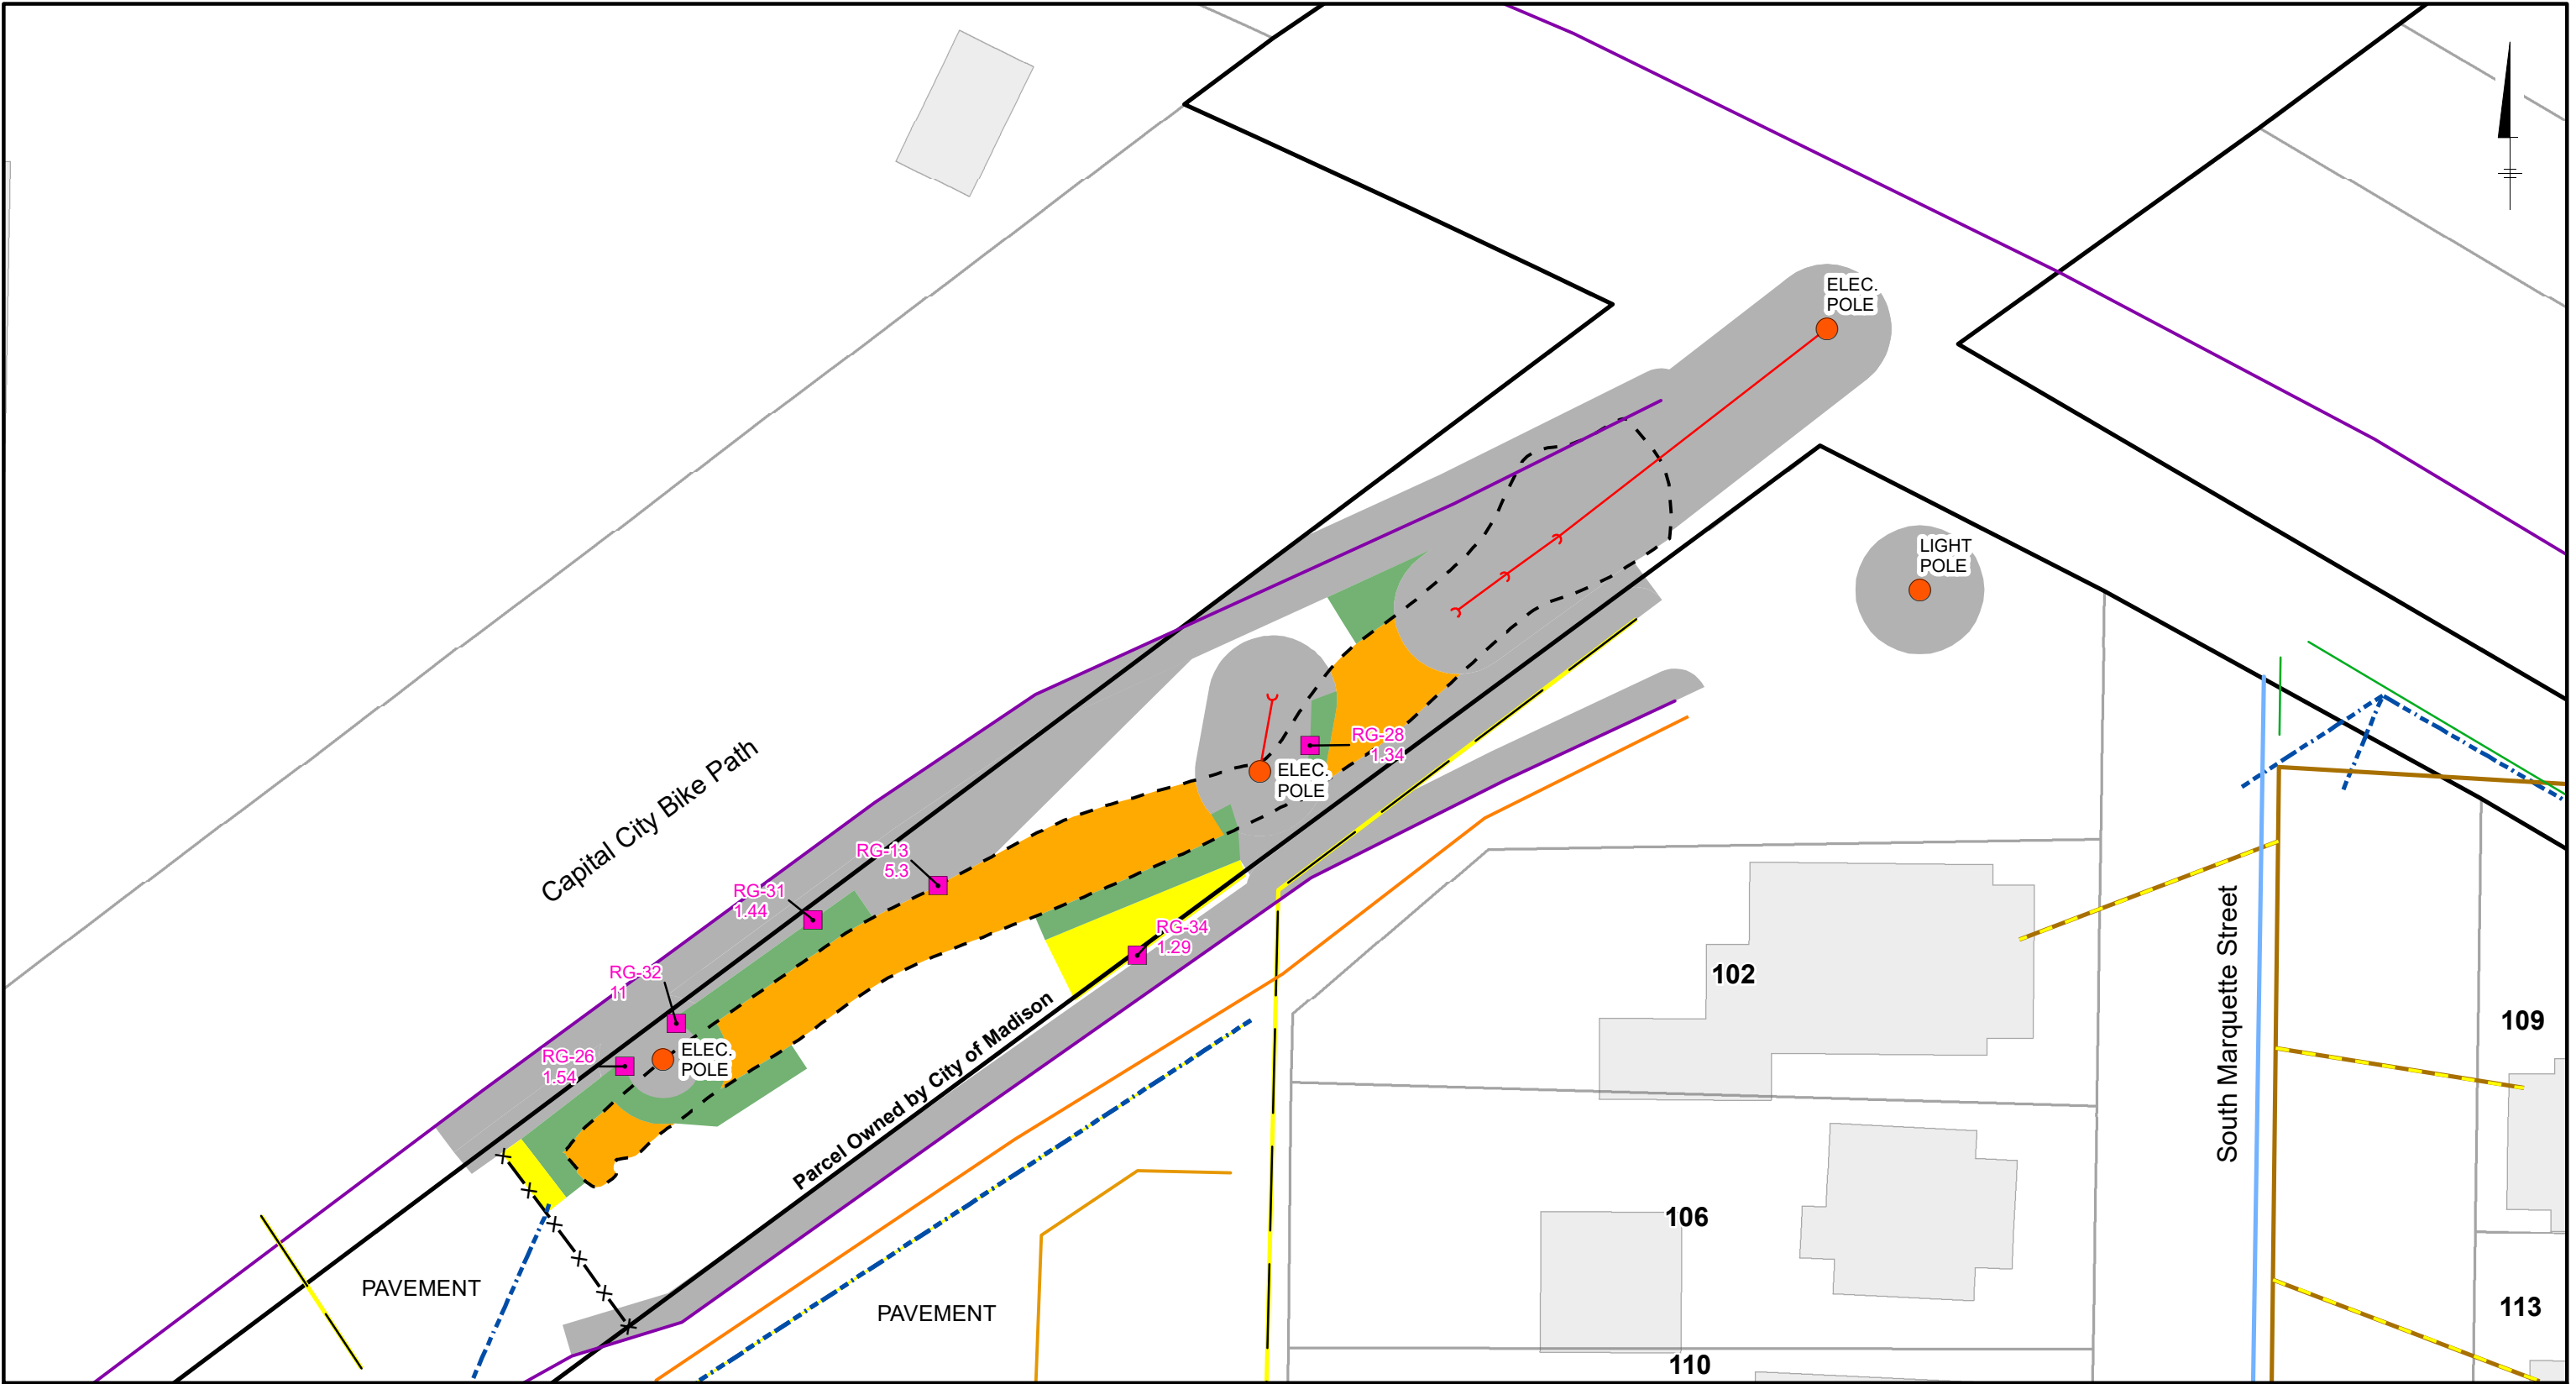 ELEC.
POLE
LIGHT
POLE
RG-28
1.34
ELEC.
POLE
Capital City Bike Path
RG-13
5.3
RG-31
1.44
RG-34
1.29
RG-32
11
RG-26
1.54
ELEC.
POLE
Parcel Owned by City of Madison
102
South Marquette Street
109
106
PAVEMENT
PAVEMENT
113
110